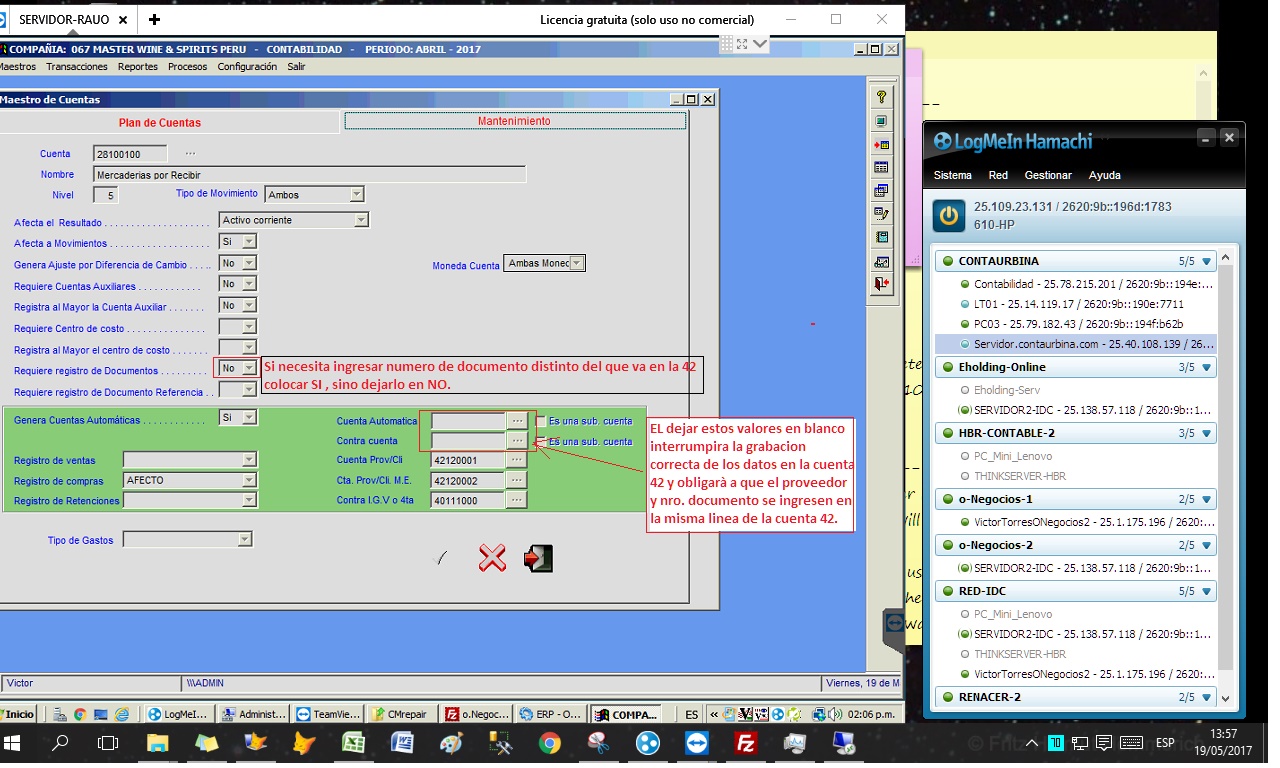 SERVIDOR-RAUO
Licencia gratuita (solo uso no comercial)
COMPAÑIA: 067 MASTER WINE & SPIRITS PERU - CONTABILIDAD - PERIODO: ABRIL - 2017
Maestros Transacciones Reportes Procesos Configuración Salir
Maestro de Cuentas
Plan de Cuentas
Mantenimiento
Cuenta 28100100 ...
Nombre Mercaderias por Recibir
Nivel 5 Tipo de Movimiento Ambos
Afecta el Resultado . . . . . . . . . . . . . . . . . . . . Activo corriente
Afecta a Movimientos . . . . . . . . . . . . . . . . . . . Si
Genera Ajuste por Diferencia de Cambio . . . . . No
Moneda Cuenta Ambas Monec
Requiere Cuentas Auxiliares . . . . . . . . . . . . . No
Registra al Mayor la Cuenta Auxiliar . . . . . . . No
Requiere Centro de costo . . . . . . . . . . . . . . .
Registra al Mayor el centro de costo . . . . . . .
Requiere registro de Documentos . . . . . . . . . No
Si necesita ingresar numero de documento distinto del que va en la 42
colocar SI , sino dejarlo en NO.
Requiere registro de Documento Referencia . .
Genera Cuentas Automáticas . . . . . . . . . . . . Si
Cuenta Automatica ... Es una sub. cuenta
Contra cuenta ... Es una sub. cuenta
Registro de ventas
Cuenta Prov/Cli 42120001 ...
Registro de compras AFECTO
Cta. Prov/Cli. M.E. 42120002 ...
Registro de Retenciones
Contra I.G.V o 4ta 40111000 ...
EL dejar estos valores en blanco
interrumpira la grabacion
correcta de los datos en la cuenta
42 y obligarà a que el proveedor
y nro. documento se ingresen en
la misma linea de la cuenta 42.
Tipo de Gastos
Victor
\\\ADMIN
Viernes, 19 de M
Inicio
LogMeI...
Administ...
TeamVie...
CMrepair
o.Negoc...
ERP - O...
COMPA...
ES
02:06 p.m.
LogMeIn Hamachi
Sistema Red Gestionar Ayuda
25.109.23.131 / 2620:9b::196d:1783
610-HP
CONTAURBINA 5/5
Contabilidad - 25.78.215.201 / 2620:9b::194e:...
LT01 - 25.14.119.17 / 2620:9b::190e:7711
PC03 - 25.79.182.43 / 2620:9b::194f:b62b
Servidor.contaurbina.com - 25.40.108.139 / 26...
Eholding-Online 3/5
Eholding-Serv
SERVIDOR2-IDC - 25.138.57.118 / 2620:9b::1...
HBR-CONTABLE-2 3/5
PC_Mini_Lenovo
THINKSERVER-HBR
o-Negocios-1 2/5
VictorTorresONegocios2 - 25.1.175.196 / 2620:...
o-Negocios-2 2/5
SERVIDOR2-IDC - 25.138.57.118 / 2620:9b::1...
RED-IDC 5/5
PC_Mini_Lenovo
SERVIDOR2-IDC - 25.138.57.118 / 2620:9b::1...
THINKSERVER-HBR
VictorTorresONegocios2 - 25.1.175.196 / 2620:...
RENACER-2 2/5
ESP
13:57
19/05/2017